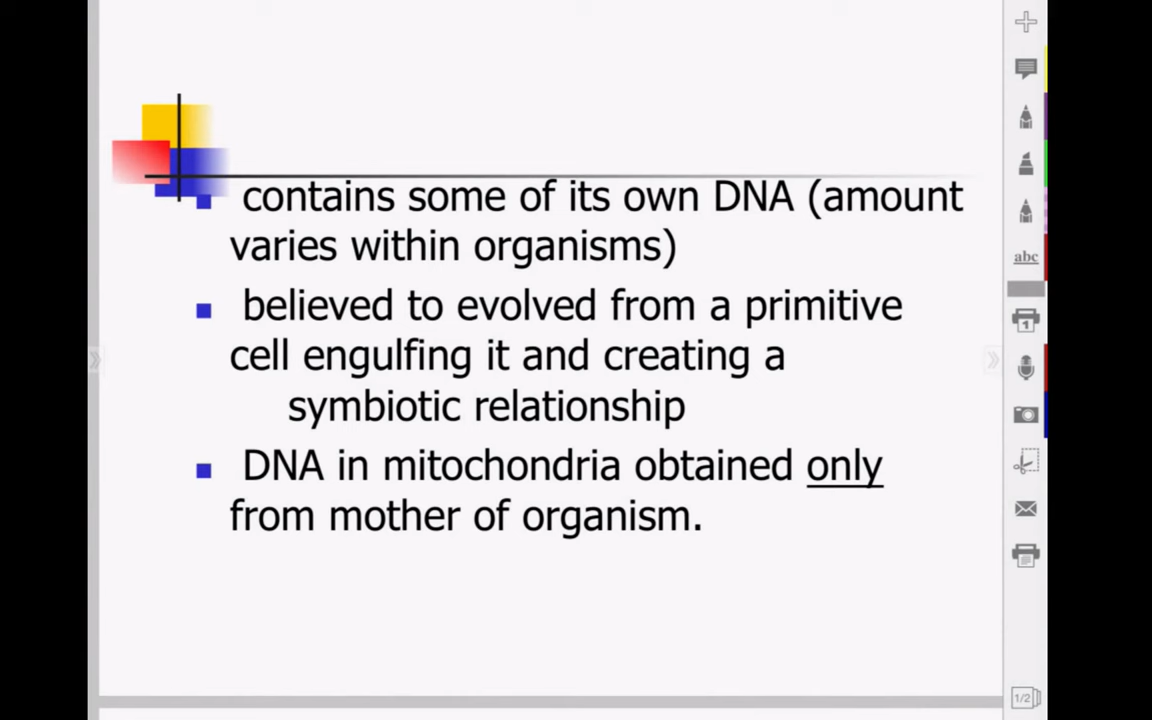 contains some of its own DNA (amount
varies within organisms)
believed to evolved from a primitive
cell engulfing it and creating a
symbiotic relationship
DNA in mitochondria obtained only
from mother of organism.
abc
1
1/2